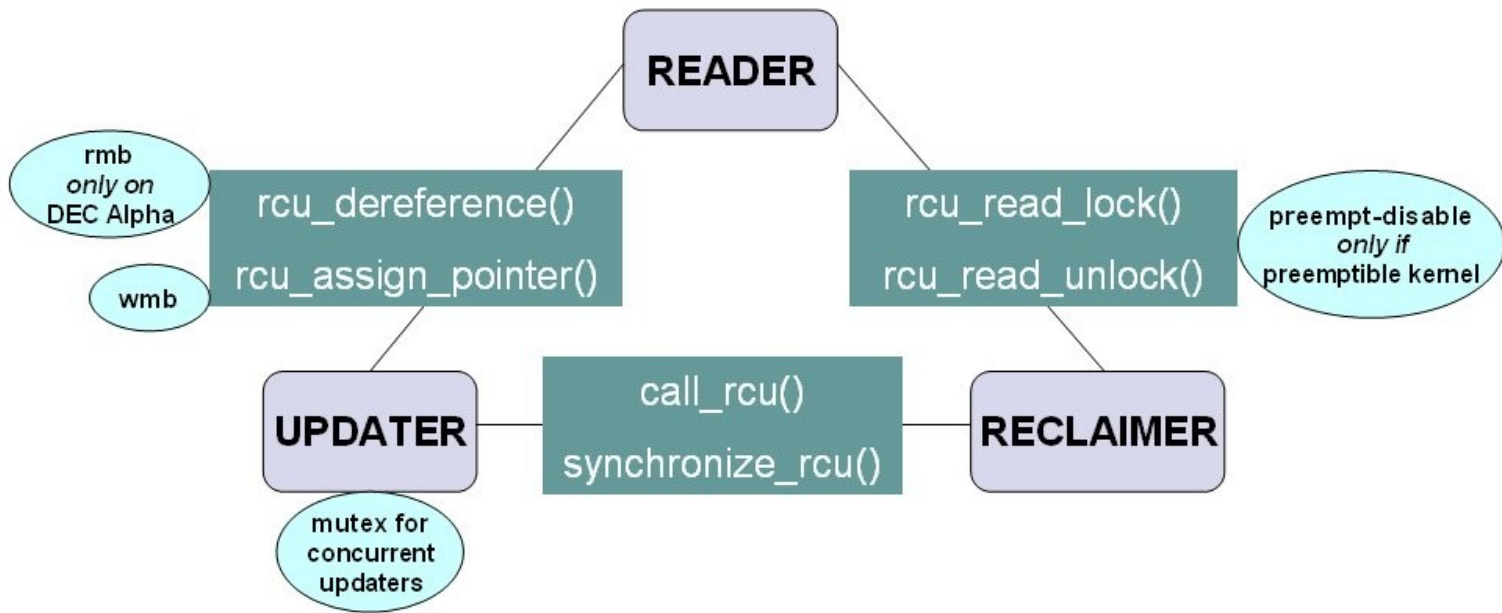 READER
rmb
only on
DEC Alpha
rcu_dereference()
rcu_assign_pointer()
wmb
rcu_read_lock()
rcu_read_unlock()
preempt-disable
only if
preemptible kernel
UPDATER
call_rcu()
synchronize_rcu()
RECLAIMER
mutex for
concurrent
updaters